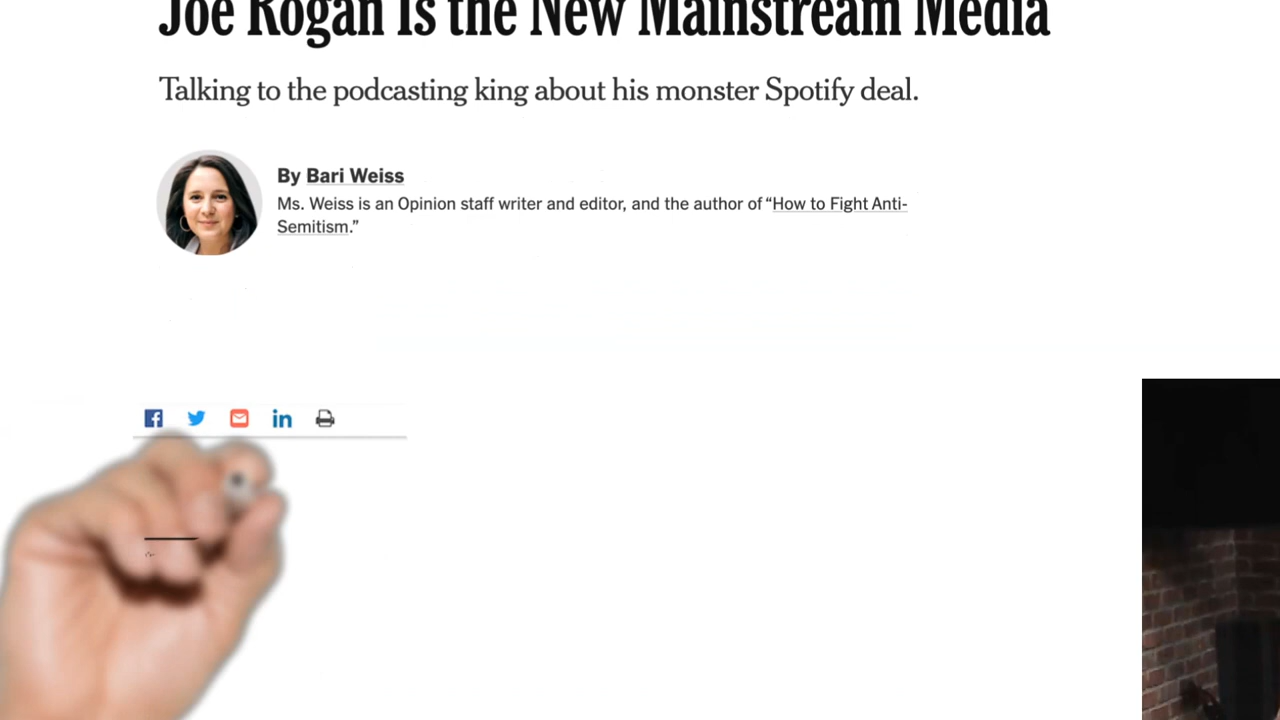 Joe Rogan Is the New Mainstream Media
Talking to the podcasting king about his monster Spotify deal.
By Bari Weiss
Ms. Weiss is an Opinion staff writer and editor, and the author of “How to Fight Anti-
Semitism.”
f in